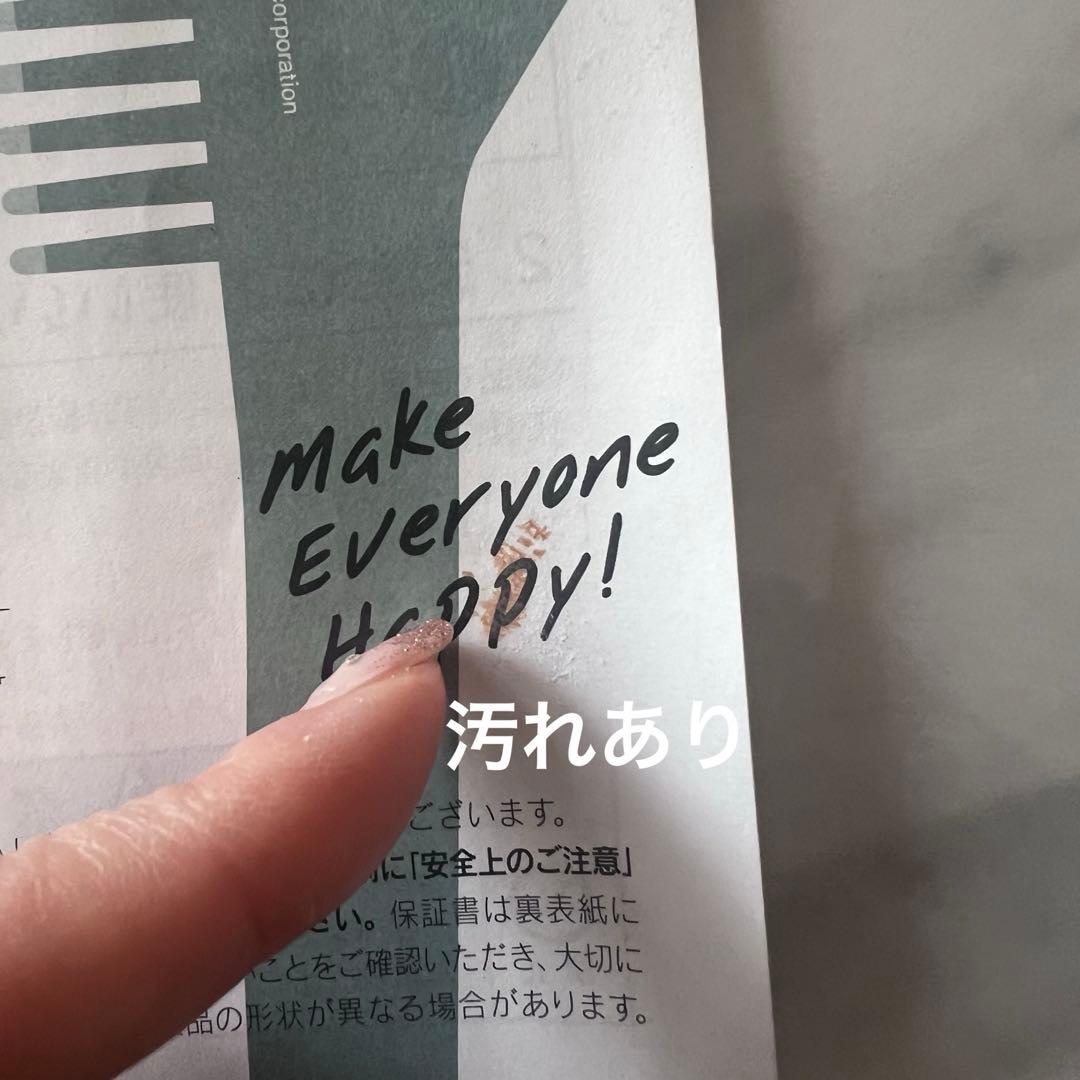 corporation
Make
Everyone
Happy!
汚れあり
ございます。
に「安全上のご注意」
さい。保証書は裏表紙に
ことをご確認いただき、大切に
品の形状が異なる場合があります。